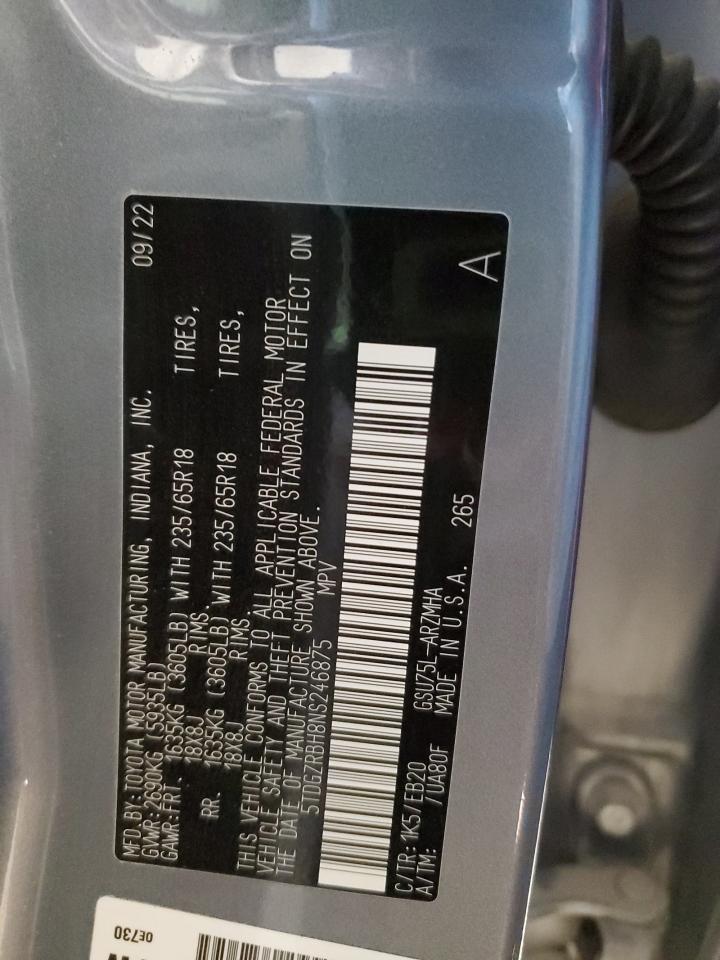 MFD. BY: TOYOTA MOTOR MANUFACTURING, INDIANA, INC. 09/22
GVWR: 2690KG (5935LB)
GAWR: FRT. 1635KG (3605LB) WITH 235/65R18 TIRES,
18X8J RIMS.
RR. 1635KG (3605LB) WITH 235/65R18 TIRES,
18X8J RIMS.
THIS VEHICLE CONFORMS TO ALL APPLICABLE FEDERAL MOTOR
VEHICLE SAFETY AND THEFT PREVENTION STANDARDS IN EFFECT ON
THE DATE OF MANUFACTURE SHOWN ABOVE.
5TDGZRBH8NS246875 MPV
C/TR: 1K5/EB20 GSU75L-ARZMHA
A/TM: /UA80F MADE IN U.S.A. 265
A
0E730